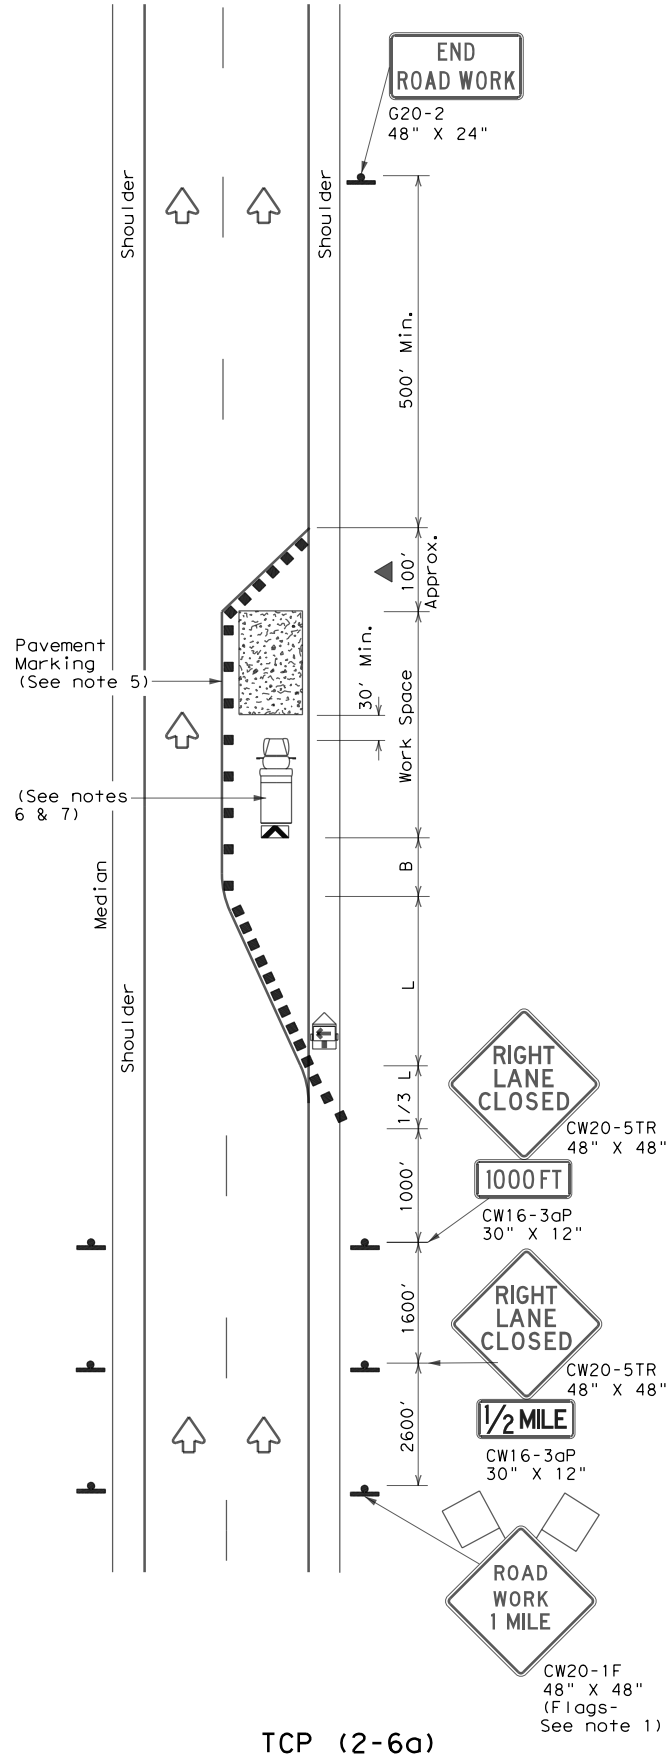 END
ROAD WORK
G20-2
48" X 24"
Shoulder
Shoulder
500' Min.
100'
Approx.
Pavement
Marking
(See note 5)
30' Min.
Work Space
(See notes
6 & 7)
B
Median
L
Shoulder
RIGHT
LANE
CLOSED
1/3 L
CW20-5TR
48" X 48"
1000 FT
1000'
CW16-3aP
30" X 12"
RIGHT
LANE
CLOSED
1600'
CW20-5TR
48" X 48"
1/2 MILE
2600'
CW16-3aP
30" X 12"
ROAD
WORK
1 MILE
CW20-1F
48" X 48"
(Flags-
See note 1)
TCP (2-6a)